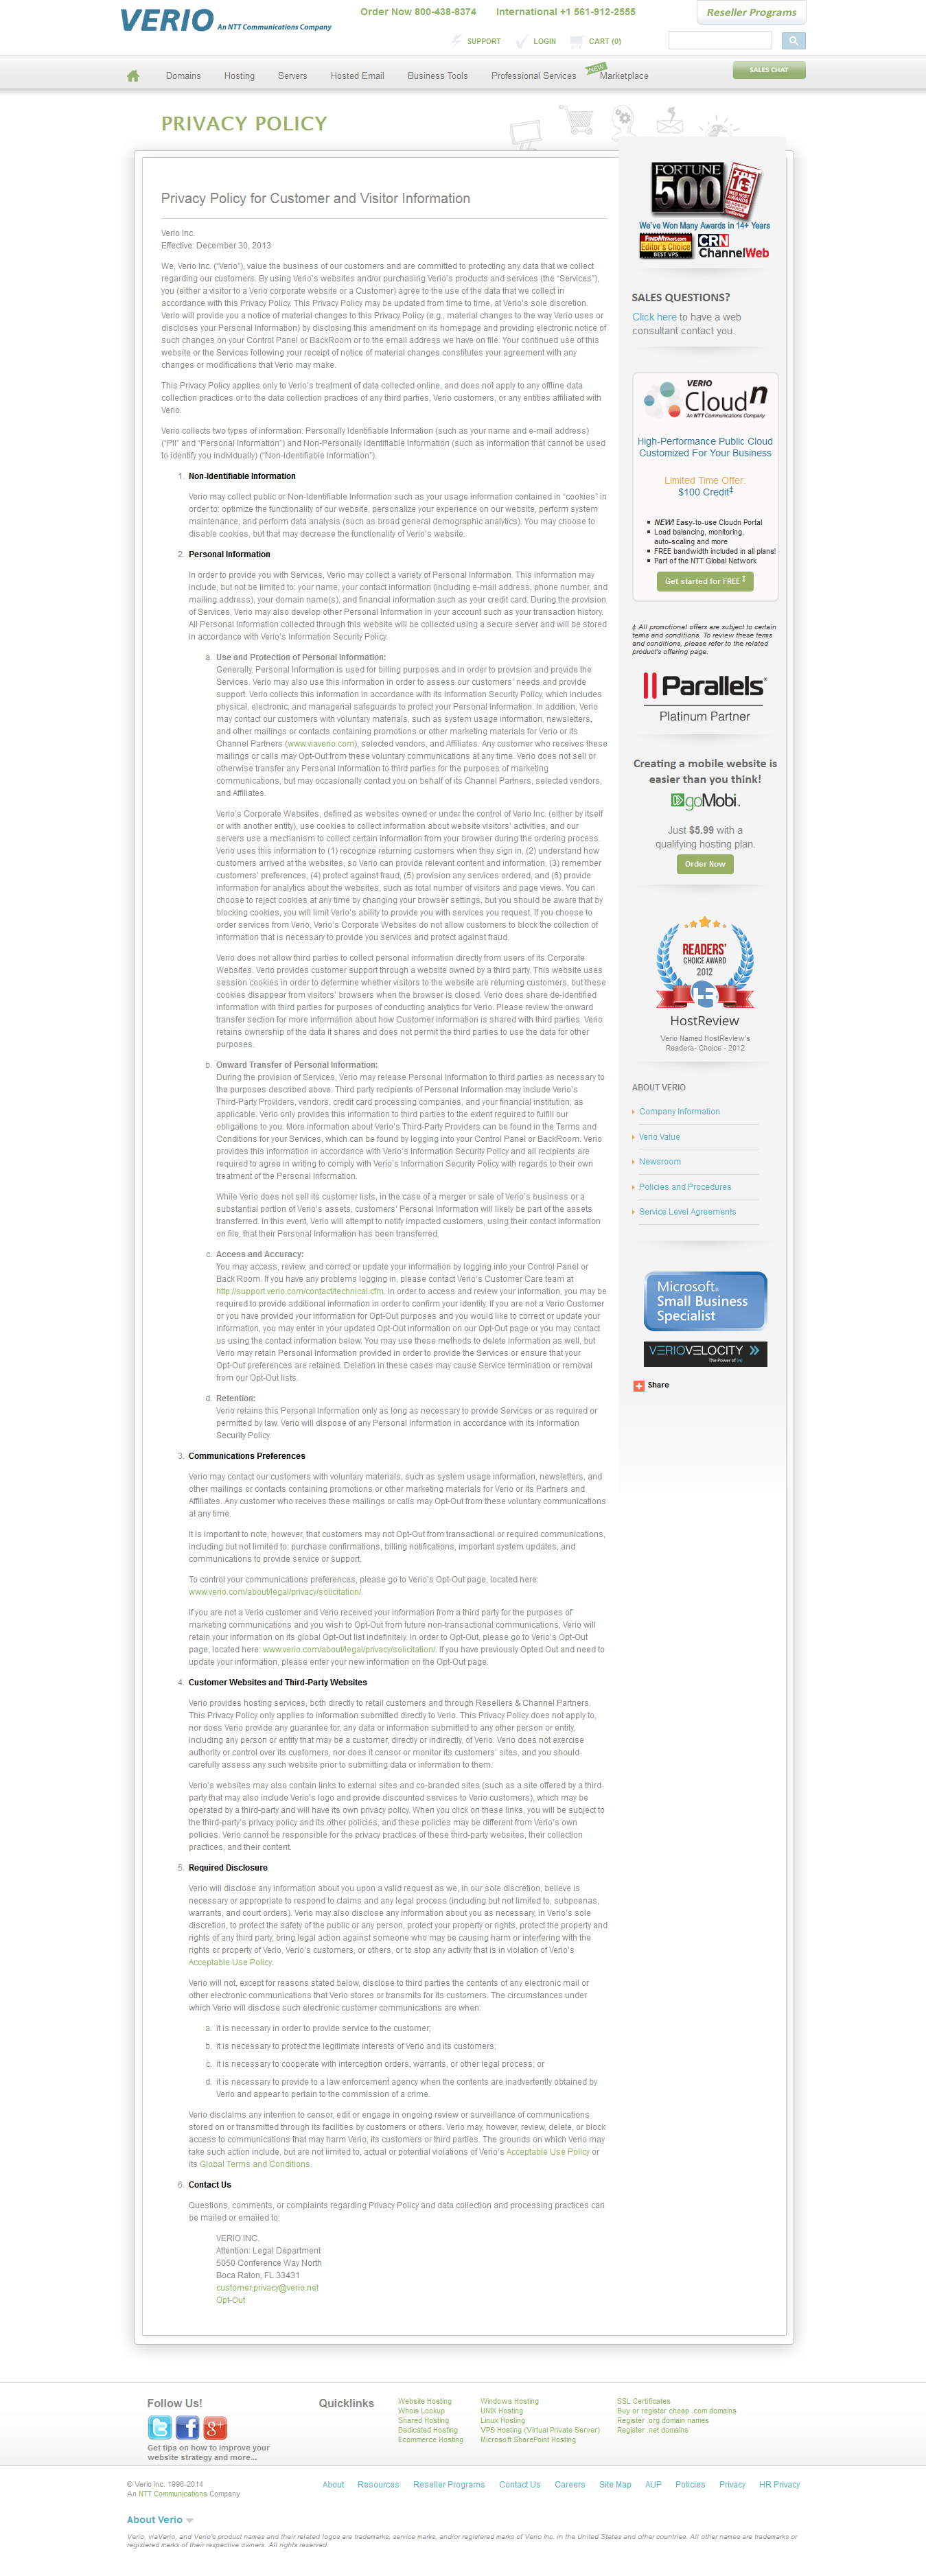 VERIO An NTT Communications Company
Order Now 800-438-8374 International +1 561-912-2555
Reseller Programs
SUPPORT LOGIN CART (0)
Domains Hosting Servers Hosted Email Business Tools Professional Services NEW Marketplace
SALES CHAT
PRIVACY POLICY
Privacy Policy for Customer and Visitor Information
Verio Inc.
Effective: December 30, 2013
We, Verio Inc. (“Verio”), value the business of our customers and are committed to protecting any data that we collect
regarding our customers. By using Verio's websites and/or purchasing Verio's products and services (the “Services”),
you (either a visitor to a Verio corporate website or a Customer) agree to the use of the data that we collect in
accordance with this Privacy Policy. This Privacy Policy may be updated from time to time, at Verio's sole discretion.
Verio will provide you a notice of material changes to this Privacy Policy (e.g., material changes to the way Verio uses or
discloses your Personal Information) by disclosing this amendment on its homepage and providing electronic notice of
such changes on your Control Panel or BackRoom or to the email address we have on file. Your continued use of this
website or the Services following your receipt of notice of material changes constitutes your agreement with any
changes or modifications that Verio may make.
This Privacy Policy applies only to Verio's treatment of data collected online, and does not apply to any offline data
collection practices or to the data collection practices of any third parties, Verio customers, or any entities affiliated with
Verio.
Verio collects two types of information: Personally Identifiable Information (such as your name and e-mail address)
(“PII” and “Personal Information”) and Non-Personally Identifiable Information (such as information that cannot be used
to identify you individually) (“Non-Identifiable Information”).
1. Non-Identifiable Information
Verio may collect public or Non-Identifiable Information such as your usage information contained in “cookies” in
order to: optimize the functionality of our website, personalize your experience on our website, perform system
maintenance, and perform data analysis (such as broad general demographic analytics). You may choose to
disable cookies, but that may decrease the functionality of Verio's website.
2. Personal Information
In order to provide you with Services, Verio may collect a variety of Personal Information. This information may
include, but not be limited to: your name, your contact information (including e-mail address, phone number, and
mailing address), your domain name(s), and financial information such as your credit card. During the provision
of Services, Verio may also develop other Personal Information in your account such as your transaction history.
All Personal Information collected through this website will be collected using a secure server and will be stored
in accordance with Verio's Information Security Policy.
a. Use and Protection of Personal Information:
Generally, Personal Information is used for billing purposes and in order to provision and provide the
Services. Verio may also use this information in order to assess our customers' needs and provide
support. Verio collects this information in accordance with its Information Security Policy, which includes
physical, electronic, and managerial safeguards to protect your Personal Information. In addition, Verio
may contact our customers with voluntary materials, such as system usage information, newsletters,
and other mailings or contacts containing promotions or other marketing materials for Verio or its
Channel Partners (www.viaverio.com), selected vendors, and Affiliates. Any customer who receives these
mailings or calls may Opt-Out from these voluntary communications at any time. Verio does not sell or
otherwise transfer any Personal Information to third parties for the purposes of marketing
communications, but may occasionally contact you on behalf of its Channel Partners, selected vendors,
and Affiliates.
Verio's Corporate Websites, defined as websites owned or under the control of Verio Inc. (either by itself
or with another entity), use cookies to collect information about website visitors' activities, and our
servers use a mechanism to collect certain information from your browser during the ordering process.
Verio uses this information to (1) recognize returning customers when they sign in, (2) understand how
customers arrived at the websites, so Verio can provide relevant content and information, (3) remember
customers' preferences, (4) protect against fraud, (5) provision any services ordered, and (6) provide
information for analytics about the websites, such as total number of visitors and page views. You can
choose to reject cookies at any time by changing your browser settings, but you should be aware that by
blocking cookies, you will limit Verio's ability to provide you with services you request. If you choose to
order services from Verio, Verio's Corporate Websites do not allow customers to block the collection of
information that is necessary to provide you services and protect against fraud.
Verio does not allow third parties to collect personal information directly from users of its Corporate
Websites. Verio provides customer support through a website owned by a third party. This website uses
session cookies in order to determine whether visitors to the website are returning customers, but these
cookies disappear from visitors' browsers when the browser is closed. Verio does share de-identified
information with third parties for purposes of conducting analytics for Verio. Please review the onward
transfer section for more information about how Customer information is shared with third parties. Verio
retains ownership of the data it shares and does not permit the third parties to use the data for other
purposes.
b. Onward Transfer of Personal Information:
During the provision of Services, Verio may release Personal Information to third parties as necessary to
the purposes described above. Third party recipients of Personal Information may include Verio's
Third-Party Providers, vendors, credit card processing companies, and your financial institution, as
applicable. Verio only provides this information to third parties to the extent required to fulfill our
obligations to you. More information about Verio's Third-Party Providers can be found in the Terms and
Conditions for your Services, which can be found by logging into your Control Panel or BackRoom. Verio
provides this information in accordance with Verio's Information Security Policy and all recipients are
required to agree in writing to comply with Verio's Information Security Policy with regards to their own
treatment of the Personal Information.
While Verio does not sell its customer lists, in the case of a merger or sale of Verio's business or a
substantial portion of Verio's assets, customers' Personal Information will likely be part of the assets
transferred. In this event, Verio will attempt to notify impacted customers, using their contact information
on file, that their Personal Information has been transferred.
c. Access and Accuracy:
You may access, review, and correct or update your information by logging into your Control Panel or
Back Room. If you have any problems logging in, please contact Verio's Customer Care team at
http://support.verio.com/contact/technical.cfm. In order to access and review your information, you may be
required to provide additional information in order to confirm your identity. If you are not a Verio Customer
or you have provided your information for Opt-Out purposes and you would like to correct or update your
information, you may enter in your updated Opt-Out information on our Opt-Out page or you may contact
us using the contact information below. You may use these methods to delete information as well, but
Verio may retain Personal Information provided in order to provide the Services or ensure that your
Opt-Out preferences are retained. Deletion in these cases may cause Service termination or removal
from our Opt-Out lists.
d. Retention:
Verio retains this Personal Information only as long as necessary to provide Services or as required or
permitted by law. Verio will dispose of any Personal Information in accordance with its Information
Security Policy.
3. Communications Preferences
Verio may contact our customers with voluntary materials, such as system usage information, newsletters, and
other mailings or contacts containing promotions or other marketing materials for Verio or its Partners and
Affiliates. Any customer who receives these mailings or calls may Opt-Out from these voluntary communications
at any time.
It is important to note, however, that customers may not Opt-Out from transactional or required communications,
including but not limited to: purchase confirmations, billing notifications, important system updates, and
communications to provide service or support.
To control your communications preferences, please go to Verio's Opt-Out page, located here:
www.verio.com/about/legal/privacy/solicitation/.
If you are not a Verio customer and Verio received your information from a third party for the purposes of
marketing communications and you wish to Opt-Out from future non-transactional communications, Verio will
retain your information on its global Opt-Out list indefinitely. In order to Opt-Out, please go to Verio's Opt-Out
page, located here: www.verio.com/about/legal/privacy/solicitation/. If you have previously Opted Out and need to
update your information, please enter your new information on the Opt-Out page.
4. Customer Websites and Third-Party Websites
Verio provides hosting services, both directly to retail customers and through Resellers & Channel Partners.
This Privacy Policy only applies to information submitted directly to Verio. This Privacy Policy does not apply to,
nor does Verio provide any guarantee for, any data or information submitted to any other person or entity,
including any person or entity that may be a customer, directly or indirectly, of Verio. Verio does not exercise
authority or control over its customers, nor does it censor or monitor its customers' sites, and you should
carefully assess any such website prior to submitting data or information to them.
Verio's websites may also contain links to external sites and co-branded sites (such as a site offered by a third
party that may also include Verio's logo and provide discounted services to Verio customers), which may be
operated by a third-party and will have its own privacy policy. When you click on these links, you will be subject to
the third-party's privacy policy and its other policies, and these policies may be different from Verio's own
policies. Verio cannot be responsible for the privacy practices of these third-party websites, their collection
practices, and their content.
5. Required Disclosure
Verio will disclose any information about you upon a valid request as we, in our sole discretion, believe is
necessary or appropriate to respond to claims and any legal process (including but not limited to, subpoenas,
warrants, and court orders). Verio may also disclose any information about you as necessary, in Verio's sole
discretion, to protect the safety of the public or any person, protect your property or rights, protect the property and
rights of any third party, bring legal action against someone who may be causing harm or interfering with the
rights or property of Verio, Verio's customers, or others, or to stop any activity that is in violation of Verio's
Acceptable Use Policy.
Verio will not, except for reasons stated below, disclose to third parties the contents of any electronic mail or
other electronic communications that Verio stores or transmits for its customers. The circumstances under
which Verio will disclose such electronic customer communications are when:
a. it is necessary in order to provide service to the customer;
b. it is necessary to protect the legitimate interests of Verio and its customers;
c. it is necessary to cooperate with interception orders, warrants, or other legal process; or
d. it is necessary to provide to a law enforcement agency when the contents are inadvertently obtained by
Verio and appear to pertain to the commission of a crime.
Verio disclaims any intention to censor, edit or engage in ongoing review or surveillance of communications
stored on or transmitted through its facilities by customers or others. Verio may, however, review, delete, or block
access to communications that may harm Verio, its customers or third parties. The grounds on which Verio may
take such action include, but are not limited to, actual or potential violations of Verio's Acceptable Use Policy or
its Global Terms and Conditions.
6. Contact Us
Questions, comments, or complaints regarding Privacy Policy and data collection and processing practices can
be mailed or emailed to:
VERIO INC.
Attention: Legal Department
5050 Conference Way North
Boca Raton, FL 33431
customer.privacy@verio.net
Opt-Out
FORTUNE
500
We've Won Many Awards in 14+ Years
FINDMYhost.com
Editor's Choice
BEST VPS
CRN
ChannelWeb
SALES QUESTIONS?
Click here to have a web
consultant contact you.
VERIO
Cloudn
An NTT Communications Company
High-Performance Public Cloud
Customized For Your Business
Limited Time Offer:
$100 Credit‡
NEW! Easy-to-use Cloudn Portal
Load balancing, monitoring,
auto-scaling and more
FREE bandwidth included in all plans!
Part of the NTT Global Network
Get started for FREE ‡
‡ All promotional offers are subject to certain
terms and conditions. To review these terms
and conditions, please refer to the related
product's offering page.
Parallels®
Platinum Partner
Creating a mobile website is
easier than you think!
goMobi.
Just $5.99 with a
qualifying hosting plan.
Order Now
READERS'
CHOICE AWARD
2012
HostReview
Verio Named HostReview's
Readers- Choice - 2012
ABOUT VERIO
Company Information
Verio Value
Newsroom
Policies and Procedures
Service Level Agreements
Microsoft®
Small Business
Specialist
VERIOVELOCITY
The Power of
Share
Follow Us!
Get tips on how to improve your
website strategy and more...
Quicklinks
Website Hosting
Whois Lookup
Shared Hosting
Dedicated Hosting
Ecommerce Hosting
Windows Hosting
UNIX Hosting
Linux Hosting
VPS Hosting (Virtual Private Server)
Microsoft SharePoint Hosting
SSL Certificates
Buy or register cheap .com domains
Register .org domain names
Register .net domains
© Verio Inc. 1996-2014
An NTT Communications Company
About Resources Reseller Programs Contact Us Careers Site Map AUP Policies Privacy HR Privacy
About Verio
Verio, viaVerio, and Verio's product names and their related logos are trademarks, service marks, and/or registered marks of Verio Inc. in the United States and other countries. All other names are trademarks or
registered marks of their respective owners. All rights reserved.